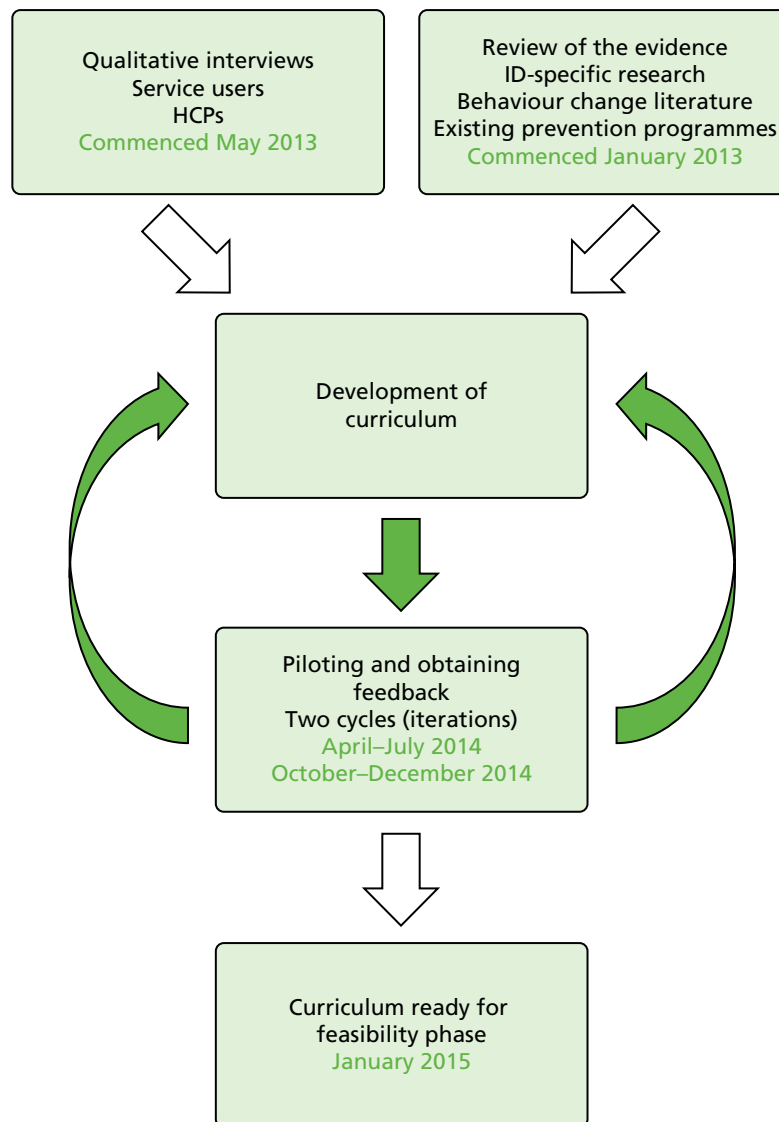 Qualitative interviews
Service users
HCPs
Commenced May 2013
Review of the evidence
ID-specific research
Behaviour change literature
Existing prevention programmes
Commenced January 2013
Development of
curriculum
Piloting and obtaining
feedback
Two cycles (iterations)
April–July 2014
October–December 2014
Curriculum ready for
feasibility phase
January 2015